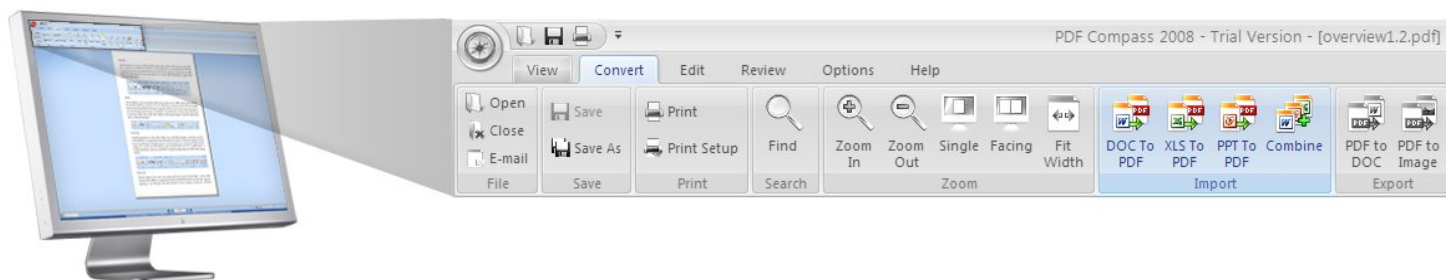 PDF Compass 2008 - Trial Version - [overview1.2.pdf]
View Convert Edit Review Options Help
Open
Close
E-mail
File
Save
Save As
Save
Print
Print Setup
Print
Find
Search
Zoom In
Zoom Out
Single
Facing
Fit Width
Zoom
DOC To PDF
XLS To PDF
PPT To PDF
Combine
Import
PDF to DOC
PDF to Image
Export